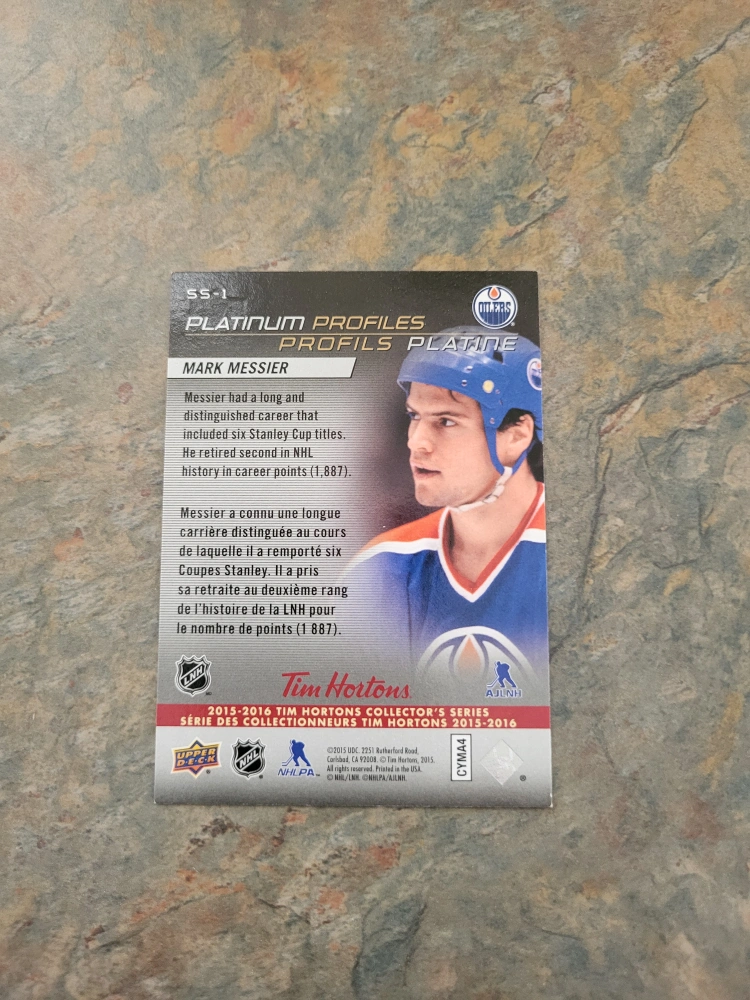 SS-1
OILERS
PLATINUM PROFILES
PROFILS PLATINE
MARK MESSIER
Messier had a long and
distinguished career that
included six Stanley Cup titles.
He retired second in NHL
history in career points (1,887).
Messier a connu une longue
carrière distinguée au cours
de laquelle il a remporté six
Coupes Stanley. Il a pris
sa retraite au deuxième rang
de l'histoire de la LNH pour
le nombre de points (1 887).
LNH
Tim Hortons
AJLNH
2015-2016 TIM HORTONS COLLECTOR'S SERIES
SÉRIE DES COLLECTIONNEURS TIM HORTONS 2015-2016
UPPER
DECK
NHL
NHLPA
©2015 UDC. 2251 Rutherford Road,
Carlsbad, CA 92008. © Tim Hortons, 2015.
All rights reserved. Printed in the USA.
© NHL/LNH. ©NHLPA/AJLNH.
CYMA4